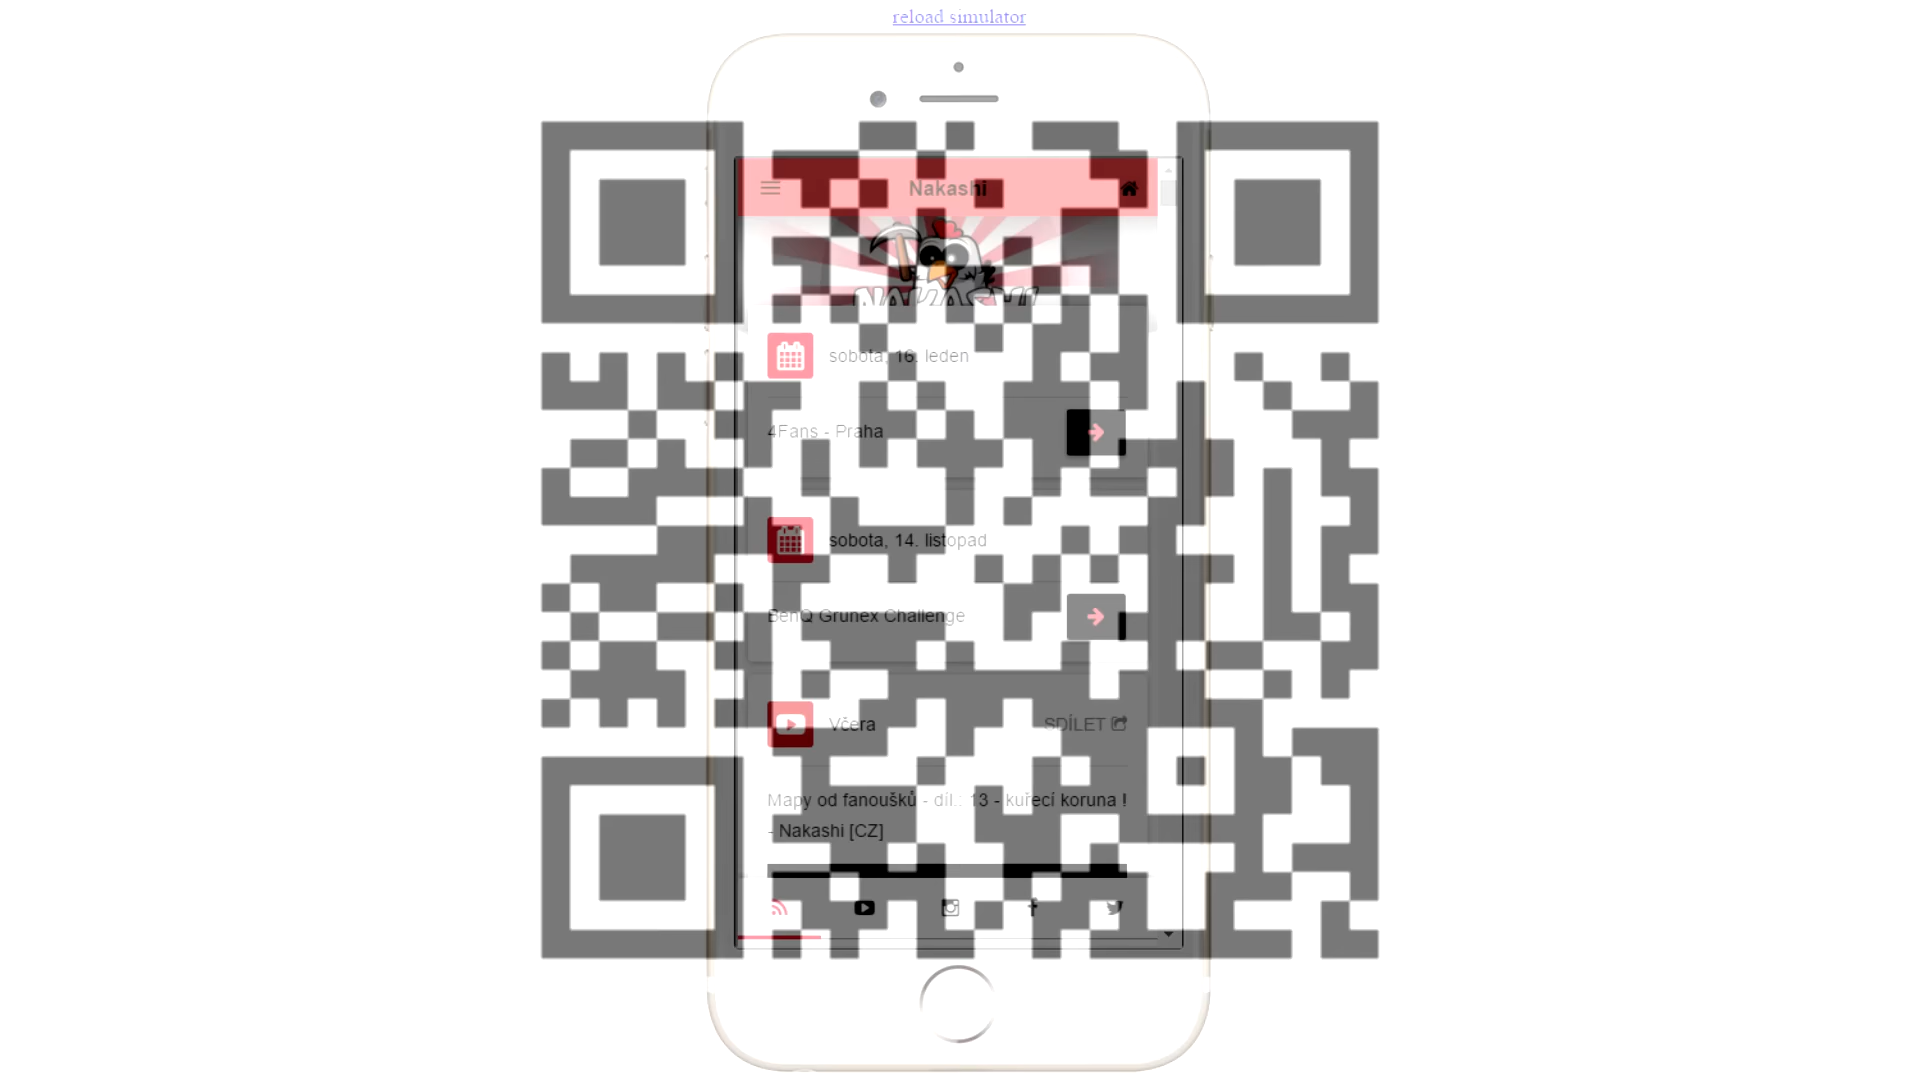 reload simulator
Nakashi
NAKASHI
sobota, 16. leden
4Fans - Praha
sobota, 14. listopad
BenQ Grunex Challenge
Včera
SDÍLET
Mapy od fanoušků - díl.: 13 - kuřecí koruna !
- Nakashi [CZ]